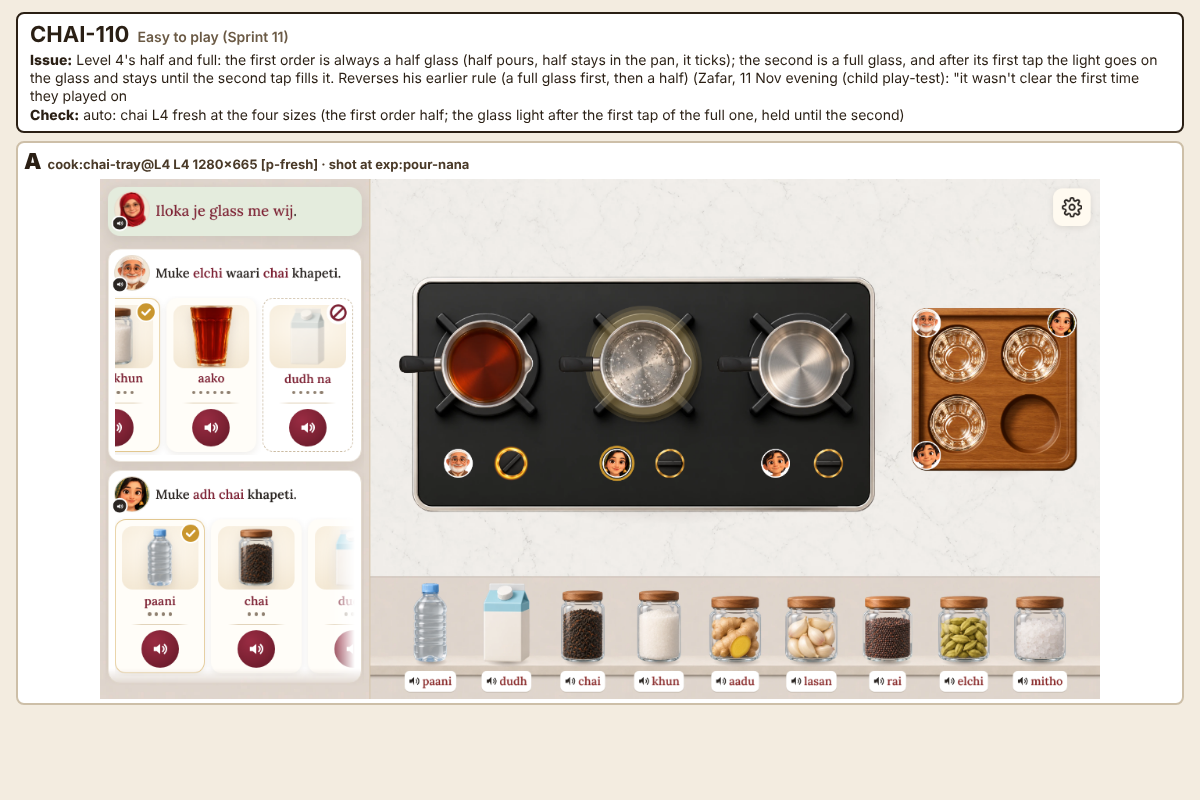 CHAI-110 Easy to play (Sprint 11)
Issue: Level 4's half and full: the first order is always a half glass (half pours, half stays in the pan, it ticks); the second is a full glass, and after its first tap the light goes on
the glass and stays until the second tap fills it. Reverses his earlier rule (a full glass first, then a half) (Zafar, 11 Nov evening (child play-test): "it wasn't clear the first time
they played on
Check: auto: chai L4 fresh at the four sizes (the first order half; the glass light after the first tap of the full one, held until the second)
A cook:chai-tray@L4 L4 1280×665 [p-fresh] · shot at exp:pour-nana
Iloka je glass me wij.
Muke elchi waari chai khapeti.
khun
aako
dudh na
Muke adh chai khapeti.
paani
chai
du
paani
dudh
chai
khun
aadu
lasan
rai
elchi
mitho